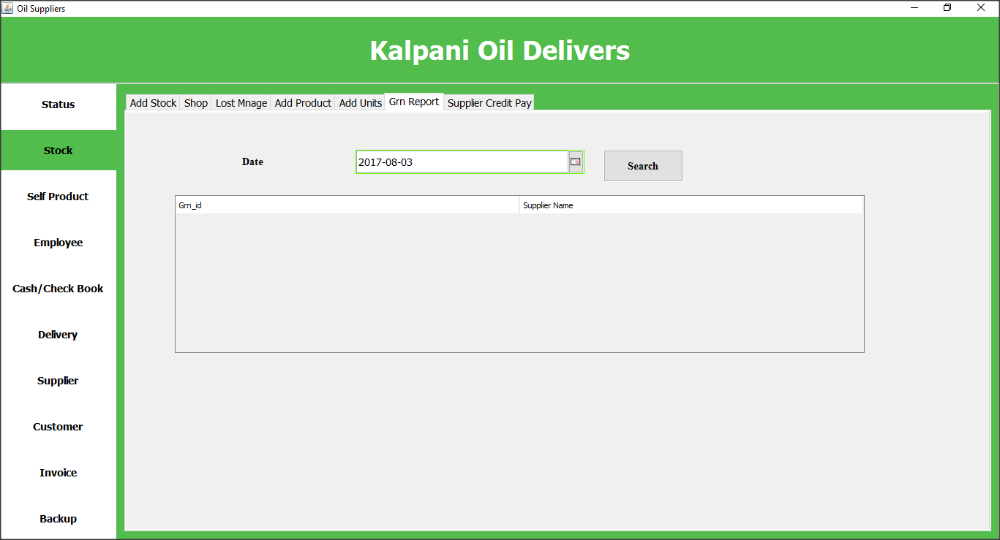 Oil Suppliers
Kalpani Oil Delivers
Status
Stock
Self Product
Employee
Cash/Check Book
Delivery
Supplier
Customer
Invoice
Backup
Add Stock Shop Lost Mnage Add Product Add Units Grn Report Supplier Credit Pay
Date 2017-08-03 Search
Grn_id Supplier Name